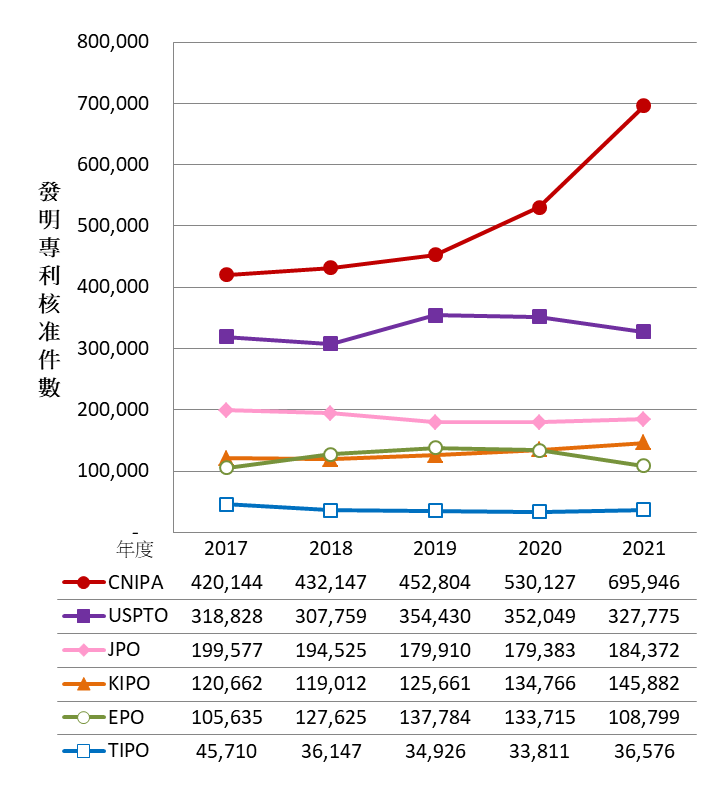 800,000
700,000
600,000
500,000
400,000
300,000
200,000
100,000
-
發明專利核准件數
年度 2017 2018 2019 2020 2021
CNIPA 420,144 432,147 452,804 530,127 695,946
USPTO 318,828 307,759 354,430 352,049 327,775
JPO 199,577 194,525 179,910 179,383 184,372
KIPO 120,662 119,012 125,661 134,766 145,882
EPO 105,635 127,625 137,784 133,715 108,799
TIPO 45,710 36,147 34,926 33,811 36,576